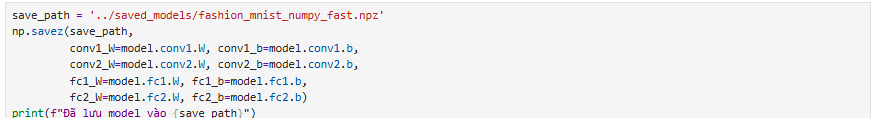 save_path = '../saved_models/fashion_mnist_numpy_fast.npz'
np.savez(save_path,
         conv1_W=model.conv1.W, conv1_b=model.conv1.b,
         conv2_W=model.conv2.W, conv2_b=model.conv2.b,
         fc1_W=model.fc1.W, fc1_b=model.fc1.b,
         fc2_W=model.fc2.W, fc2_b=model.fc2.b)
print(f"Đã lưu model vào {save_path}")